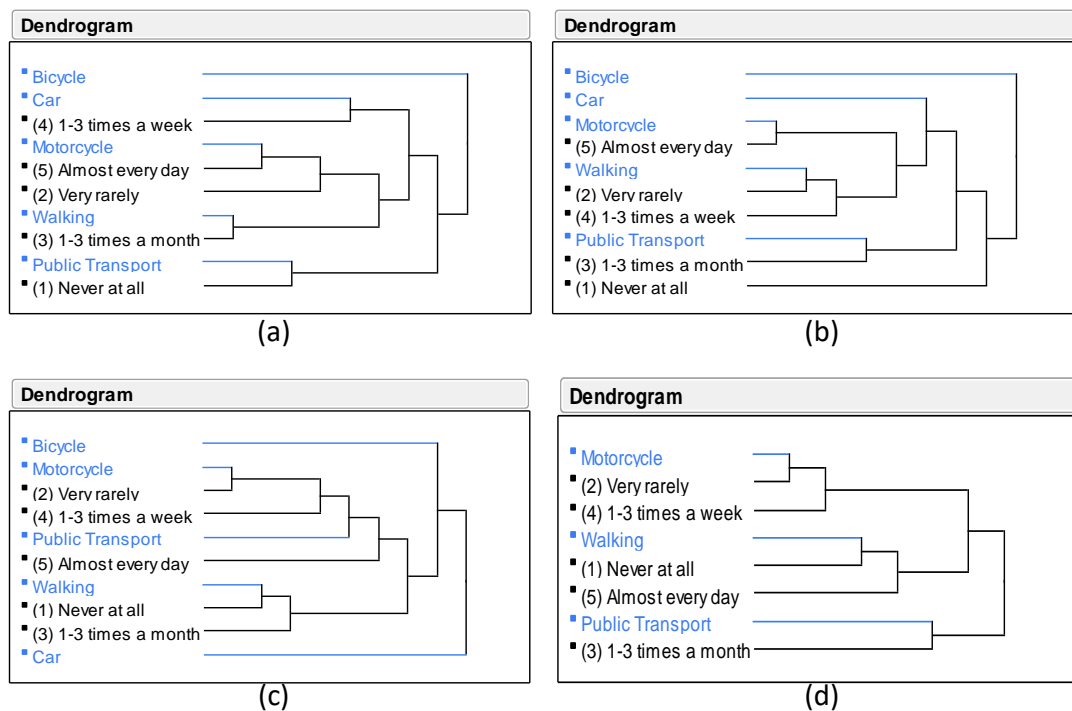 Dendrogram
Bicycle
Car
(4) 1-3 times a week
Motorcycle
(5) Almost every day
(2) Very rarely
Walking
(3) 1-3 times a month
Public Transport
(1) Never at all
(a)
Dendrogram
Bicycle
Car
Motorcycle
(5) Almost every day
Walking
(2) Very rarely
(4) 1-3 times a week
Public Transport
(3) 1-3 times a month
(1) Never at all
(b)
Dendrogram
Bicycle
Motorcycle
(2) Very rarely
(4) 1-3 times a week
Public Transport
(5) Almost every day
Walking
(1) Never at all
(3) 1-3 times a month
Car
(c)
Dendrogram
Motorcycle
(2) Very rarely
(4) 1-3 times a week
Walking
(1) Never at all
(5) Almost every day
Public Transport
(3) 1-3 times a month
(d)